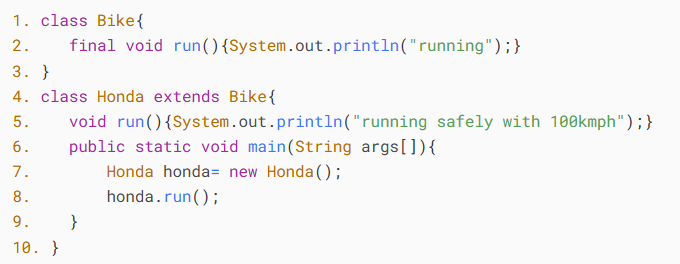 1. class Bike{
2.    final void run(){System.out.println("running");}
3. }
4. class Honda extends Bike{
5.    void run(){System.out.println("running safely with 100kmph");}
6.    public static void main(String args[]){
7.        Honda honda= new Honda();
8.        honda.run();
9.    }
10. }